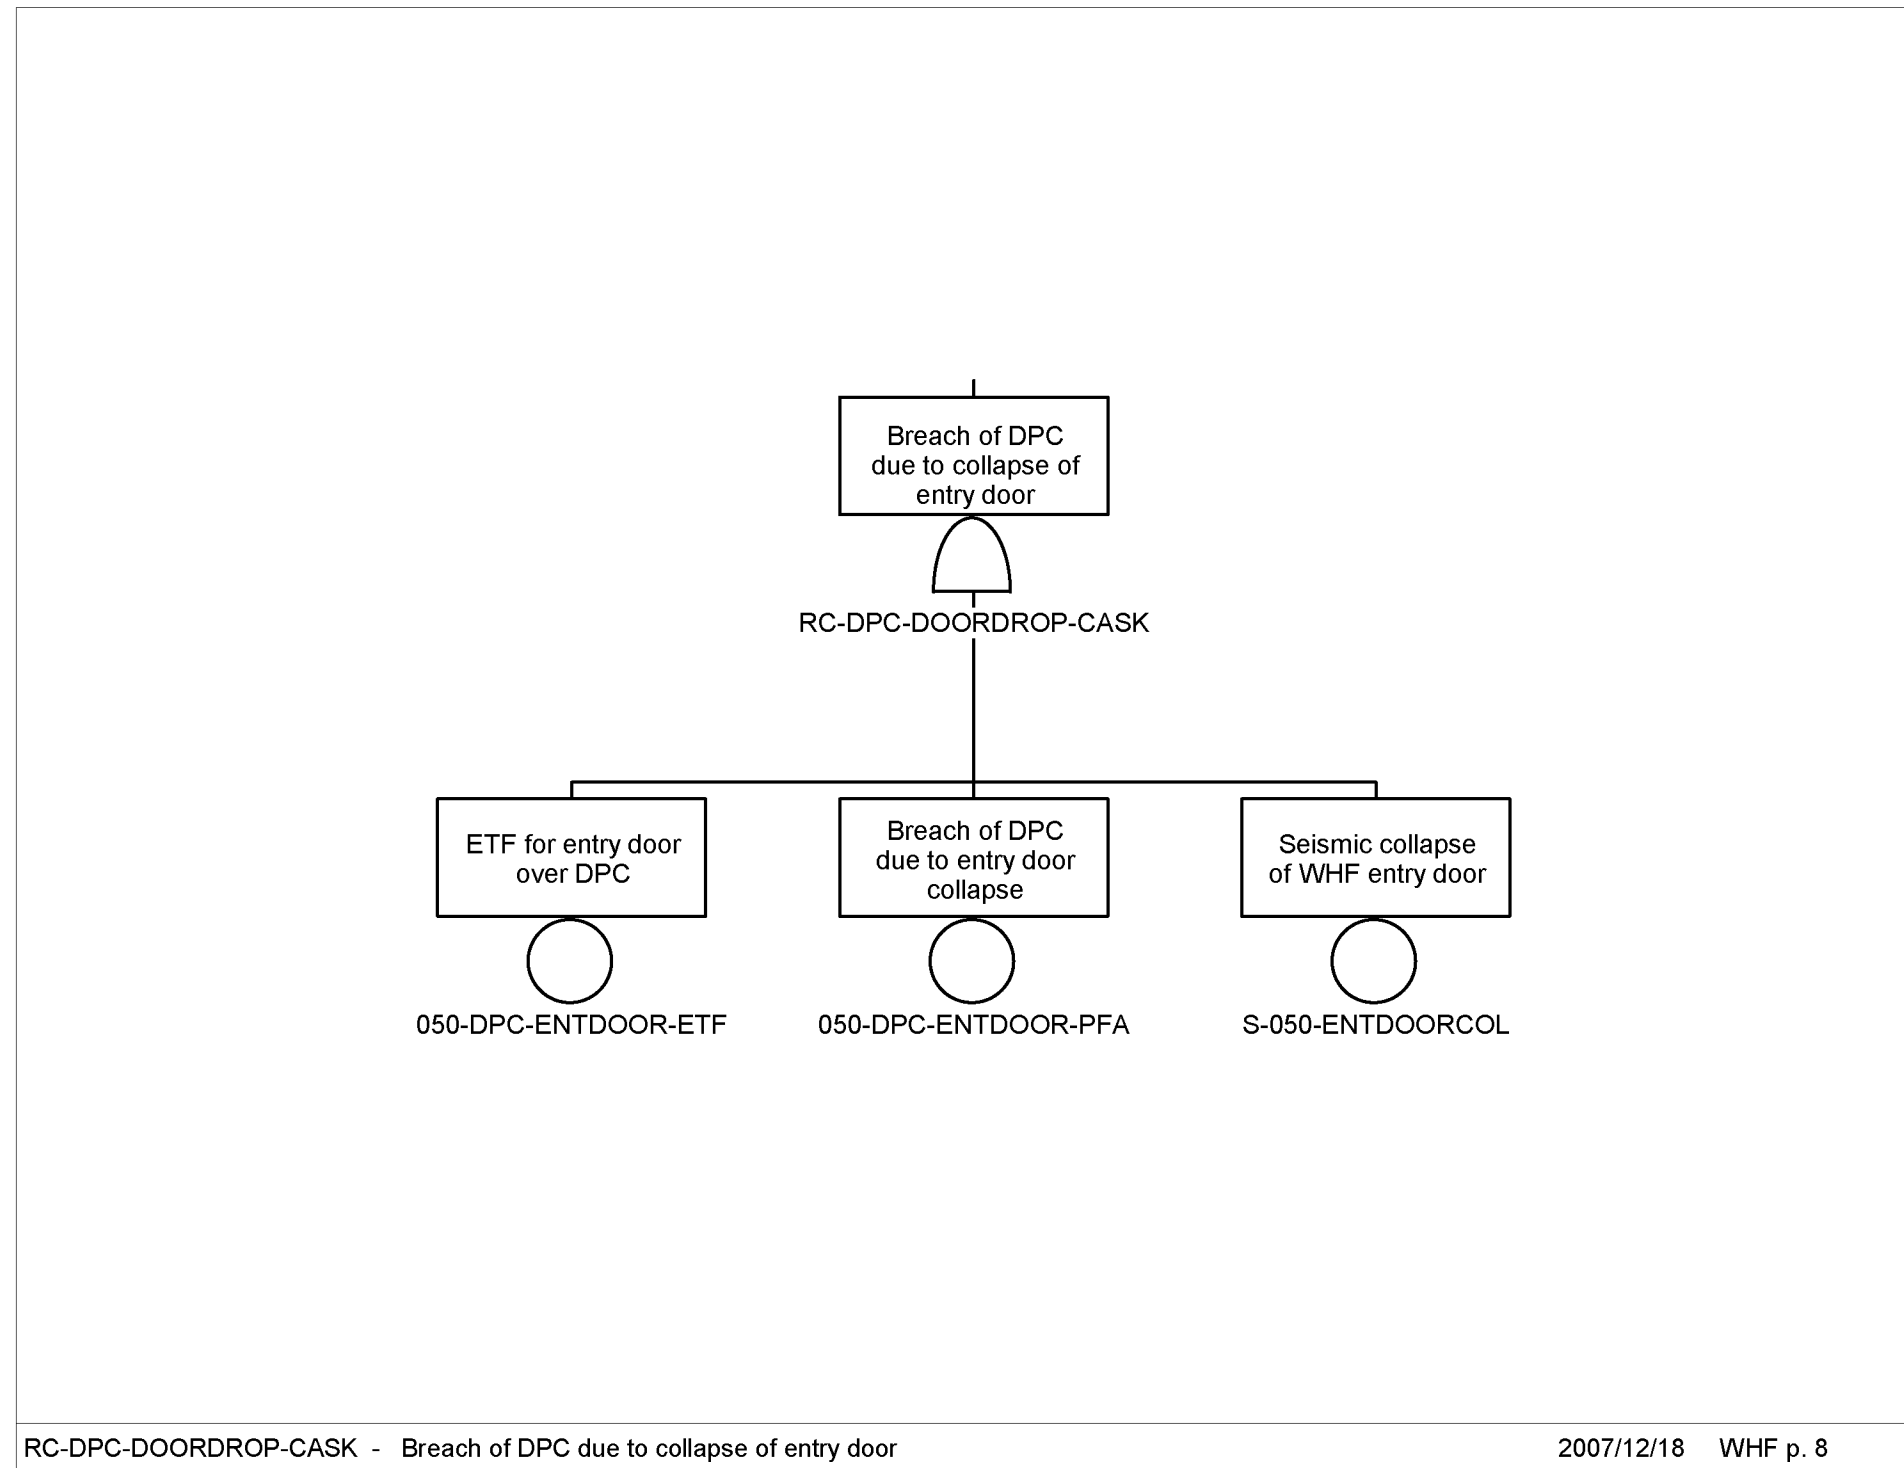 Breach of DPC
due to collapse of
entry door
RC-DPC-DOORDROP-CASK
ETF for entry door
over DPC
050-DPC-ENTDOOR-ETF
Breach of DPC
due to entry door
collapse
050-DPC-ENTDOOR-PFA
Seismic collapse
of WHF entry door
S-050-ENTDOORCOL
RC-DPC-DOORDROP-CASK - Breach of DPC due to collapse of entry door
2007/12/18 WHF p. 8